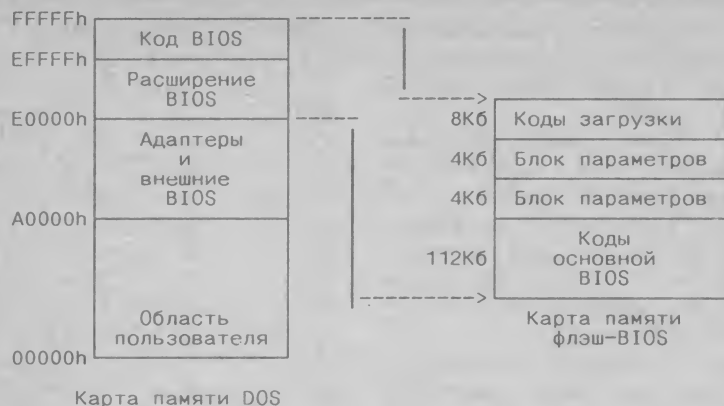 FFFFFh
Код BIOS
EFFFFh
Расширение
BIOS
E0000h
Адаптеры
и
внешние
BIOS
A0000h
Область
пользователя
00000h
Карта памяти DOS
8Кб
Коды загрузки
4Кб
Блок параметров
4Кб
Блок параметров
112Кб
Коды
основной
BIOS
Карта памяти
флэш-BIOS